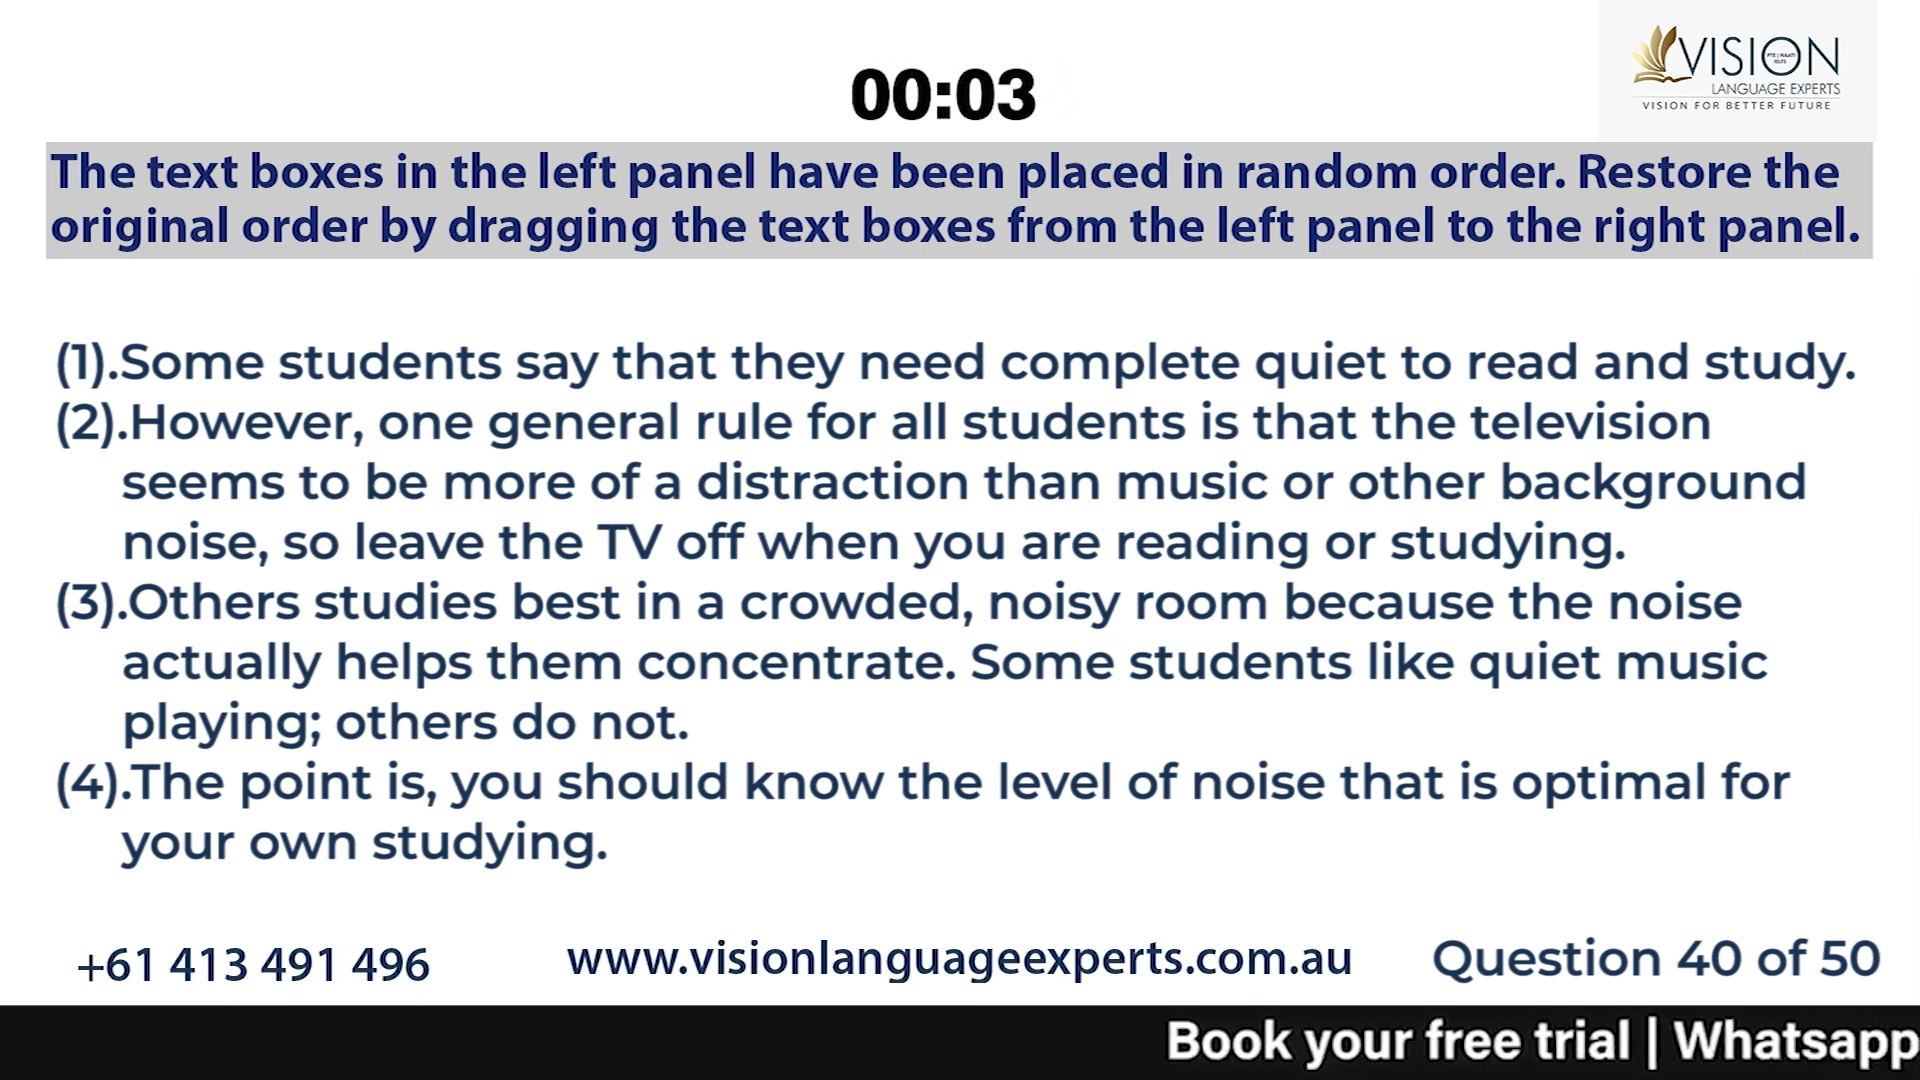 VISION
LANGUAGE EXPERTS
VISION FOR BETTER FUTURE
00:03
The text boxes in the left panel have been placed in random order. Restore the
original order by dragging the text boxes from the left panel to the right panel.
(1).Some students say that they need complete quiet to read and study.
(2).However, one general rule for all students is that the television
seems to be more of a distraction than music or other background
noise, so leave the TV off when you are reading or studying.
(3).Others studies best in a crowded, noisy room because the noise
actually helps them concentrate. Some students like quiet music
playing; others do not.
(4).The point is, you should know the level of noise that is optimal for
your own studying.
+61 413 491 496
www.visionlanguageexperts.com.au
Question 40 of 50
Book your free trial | Whatsapp